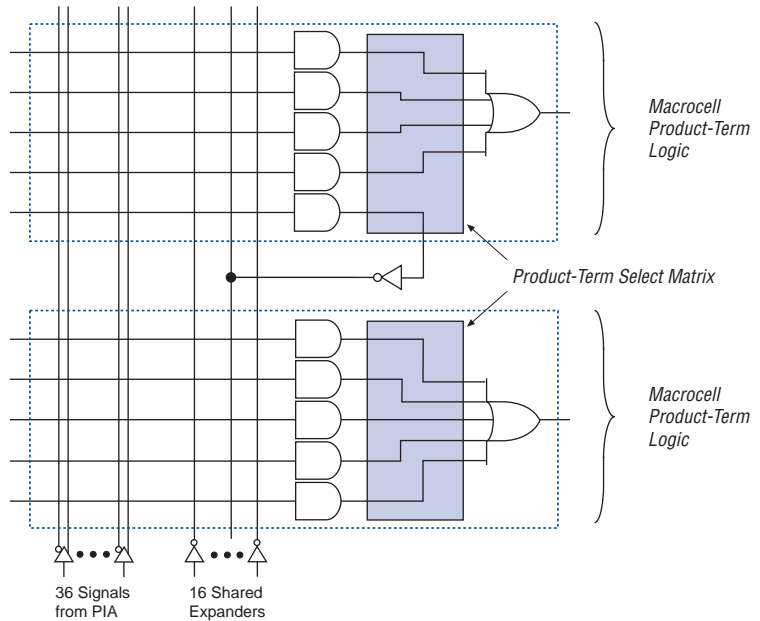 Macrocell
Product-Term
Logic
Product-Term Select Matrix
Macrocell
Product-Term
Logic
36 Signals
from PIA
16 Shared
Expanders